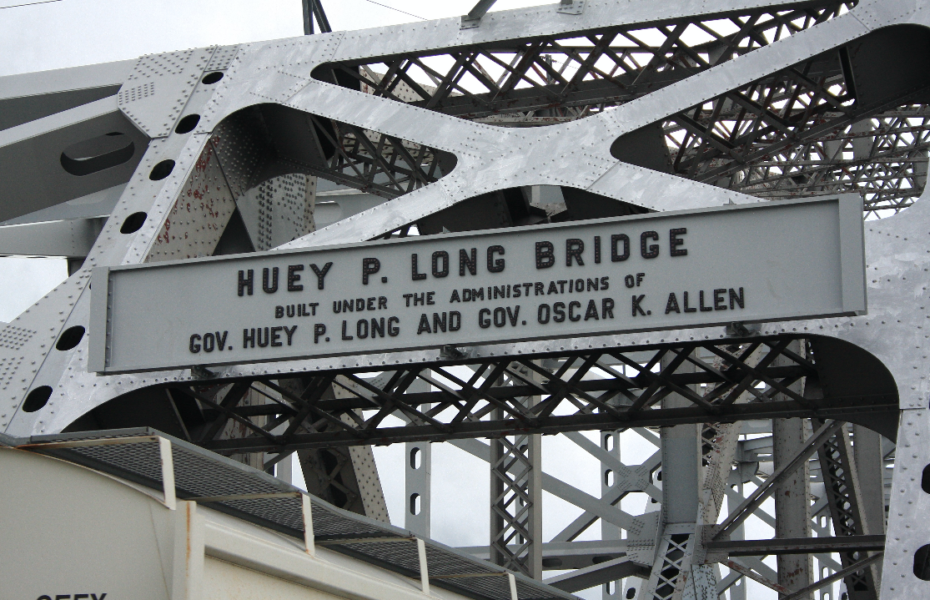 HUEY P. LONG BRIDGE
BUILT UNDER THE ADMINISTRATIONS OF
GOV. HUEY P. LONG AND GOV. OSCAR K. ALLEN